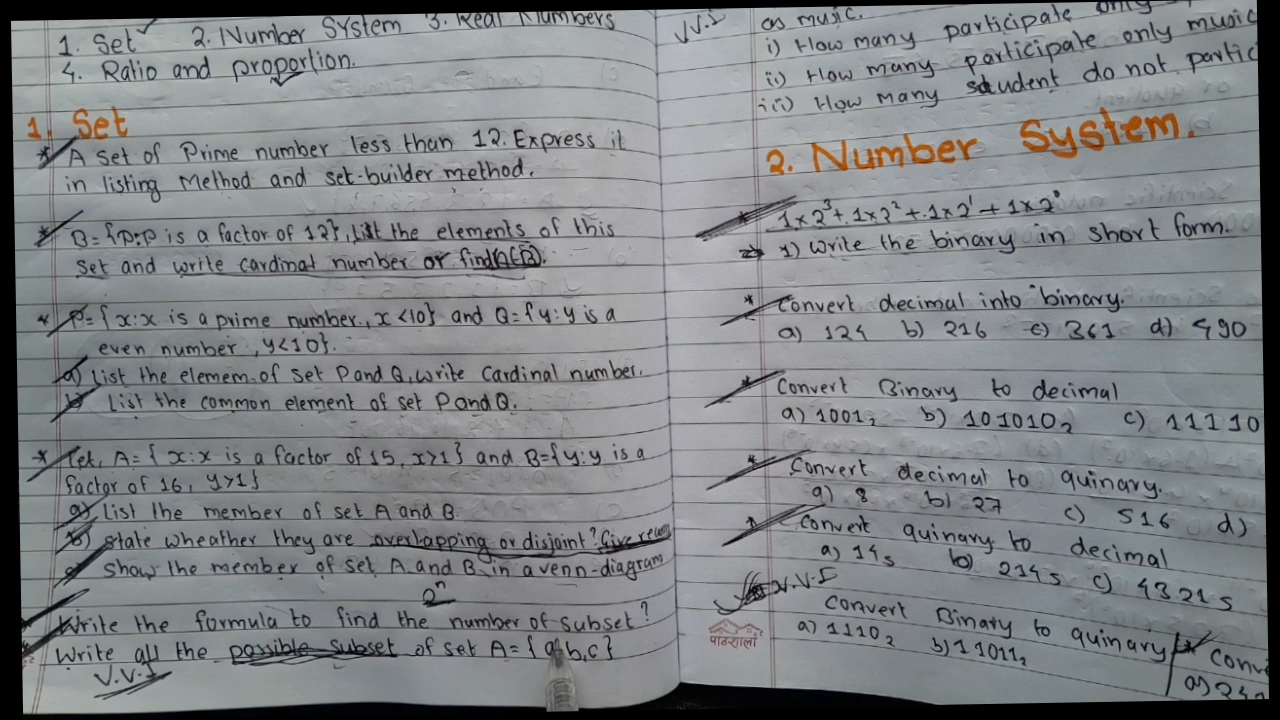 1. Set 2. Number System 3. Real Numbers
4. Ratio and proportion.
1. Set
* A set of Prime number less than 12. Express it
in listing Method and set-builder method.
* B={P:P is a factor of 12}, List the elements of this
set and write cardinal number or find n(B).
* P={x:x is a prime number, x<10} and Q={y:y is a
even number, y<10}.
a) List the elemem. of set P and Q, write cardinal number.
b) List the common element of set P and Q.
* Let, A={x:x is a factor of 15, x>1} and B={y:y is a
factor of 16, y>1}
a) List the member of set A and B.
b) state wheather they are overlapping or disjoint? Give
c) show the member of set A and B in a venn-diagram
2ⁿ
* Write the formula to find the number of subset?
* Write all the possible subset of set A={a,b,c}
V.V.I
V.V.I
as music.
i) How many participate only
ii) How many participate only music
iii) How many student do not partic
2. Number System.
* 1×2³+1×2²+1×2¹+1×2⁰
1) Write the binary in short form.
* Convert decimal into binary.
a) 124 b) 216 c) 361 d) 490
* Convert Binary to decimal
a) 1001₂ b) 101010₂ c) 11110
* Convert decimal to quinary.
a) 8 b) 27 c) 516 d)
* Convert quinary to decimal
a) 14₅ b) 214₅ c) 4321₅
V.V.I
Convert Binary to quinary
a) 1110₂ b) 11011₂
* Conve
a)
पाठशाला